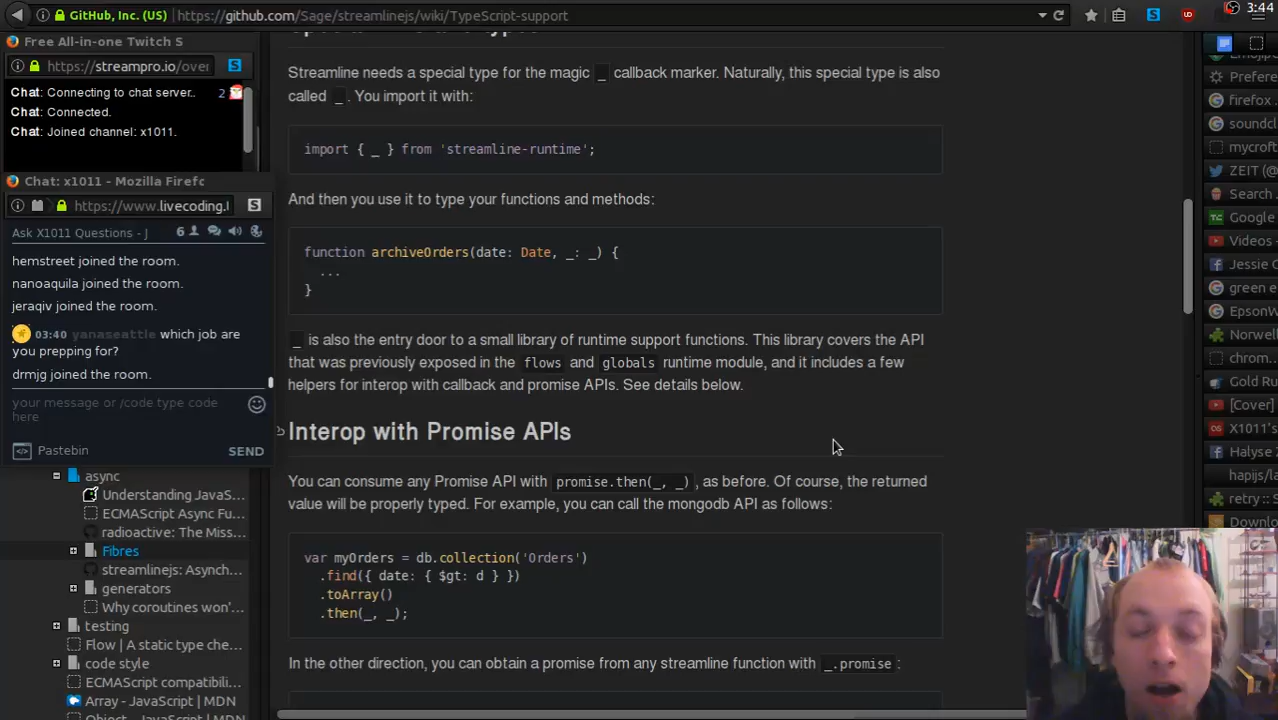 GitHub, Inc. (US)
https://github.com/Sage/streamlinejs/wiki/TypeScript-support
3:44
Free All-in-one Twitch S
https://streampro.io/over
Chat: Connecting to chat server..
2
Chat: Connected.
Chat: Joined channel: x1011.
Chat: x1011 - Mozilla Firefc
https://www.livecoding.t
Ask X1011 Questions - J
6
hemstreet joined the room.
nanoaquila joined the room.
jeraqiv joined the room.
03:40 yanaseattle which job are
you prepping for?
drmjg joined the room.
your message or /code type code
here
Pastebin
SEND
async
Understanding JavaS...
ECMAScript Async Fu...
radioactive: The Miss...
Fibres
streamlinejs: Asynch...
generators
Why coroutines won'...
testing
Flow | A static type che...
code style
ECMAScript compatibili...
Array - JavaScript | MDN
Object - JavaScript | MDN
Streamline needs a special type for the magic _ callback marker. Naturally, this special type is also
called _. You import it with:
import { _ } from 'streamline-runtime';
And then you use it to type your functions and methods:
function archiveOrders(date: Date, _: _) {
...
}
_ is also the entry door to a small library of runtime support functions. This library covers the API
that was previously exposed in the flows and globals runtime module, and it includes a few
helpers for interop with callback and promise APIs. See details below.
Interop with Promise APIs
You can consume any Promise API with promise.then(_, _), as before. Of course, the returned
value will be properly typed. For example, you can call the mongodb API as follows:
var myOrders = db.collection('Orders')
.find({ date: { $gt: d } })
.toArray()
.then(_, _);
In the other direction, you can obtain a promise from any streamline function with _.promise :
Emojipe
Prefere
firefox
soundcl
mycroft
ZEIT (@
Search
Google
Videos -
Jessie C
green e
EpsonW
Norwell
chrom...
Gold Ru
[Cover]
X1011's
Halyse
hapijs/h
retry ::
Downlo